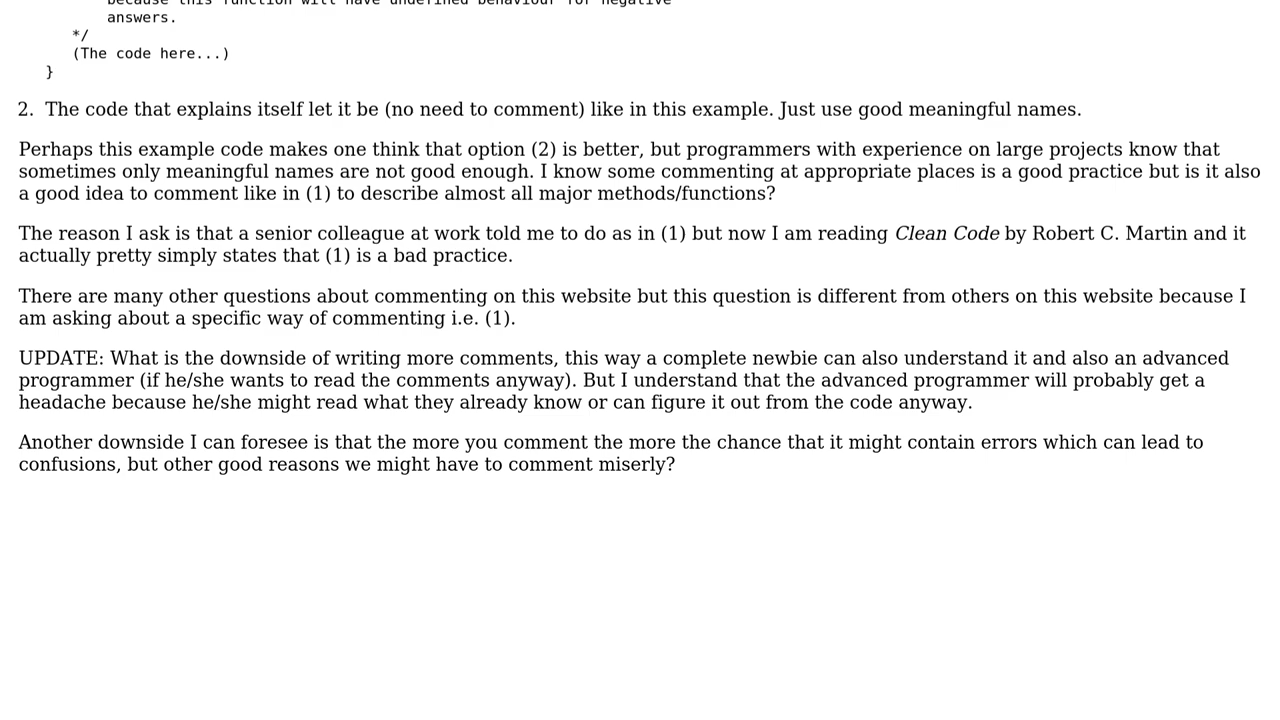 because this function will have undefined behaviour for negative
answers.
*/
(The code here...)
}
2. The code that explains itself let it be (no need to comment) like in this example. Just use good meaningful names.
Perhaps this example code makes one think that option (2) is better, but programmers with experience on large projects know that
sometimes only meaningful names are not good enough. I know some commenting at appropriate places is a good practice but is it also
a good idea to comment like in (1) to describe almost all major methods/functions?
The reason I ask is that a senior colleague at work told me to do as in (1) but now I am reading Clean Code by Robert C. Martin and it
actually pretty simply states that (1) is a bad practice.
There are many other questions about commenting on this website but this question is different from others on this website because I
am asking about a specific way of commenting i.e. (1).
UPDATE: What is the downside of writing more comments, this way a complete newbie can also understand it and also an advanced
programmer (if he/she wants to read the comments anyway). But I understand that the advanced programmer will probably get a
headache because he/she might read what they already know or can figure it out from the code anyway.
Another downside I can foresee is that the more you comment the more the chance that it might contain errors which can lead to
confusions, but other good reasons we might have to comment miserly?